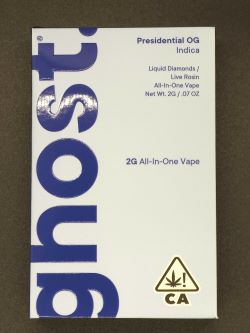 ghost.®
Presidential OG
Indica
Liquid Diamonds /
Live Rosin
All-In-One Vape
Net Wt. 2G / .07 OZ
2G All-In-One Vape
!
CA